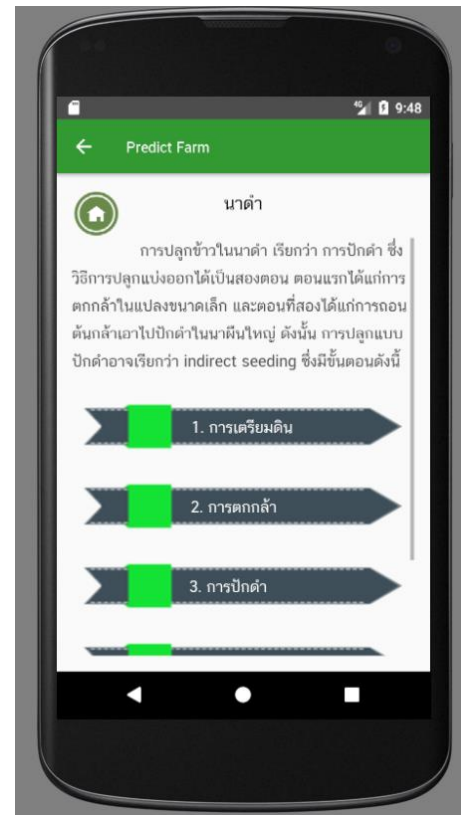 4G 9:48
Predict Farm
นาดำ
การปลูกข้าวในนาดำ เรียกว่า การปักดำ ซึ่ง
วิธีการปลูกแบ่งออกได้เป็นสองตอน ตอนแรกได้แก่การ
ตกกล้าในแปลงขนาดเล็ก และตอนที่สองได้แก่การถอน
ต้นกล้าเอาไปปักดำในนาผืนใหญ่ ดังนั้น การปลูกแบบ
ปักดำอาจเรียกว่า indirect seeding ซึ่งมีขั้นตอนดังนี้
1. การเตรียมดิน
2. การตกกล้า
3. การปักดำ